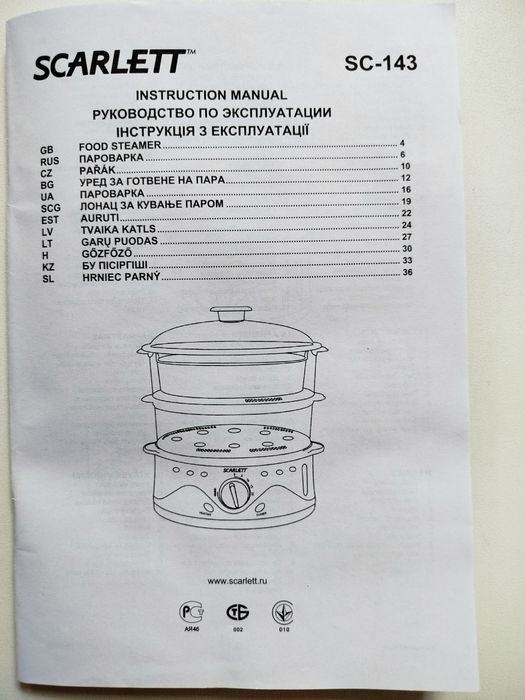 SCARLETT™ SC-143
INSTRUCTION MANUAL
РУКОВОДСТВО ПО ЭКСПЛУАТАЦИИ
ІНСТРУКЦІЯ З ЕКСПЛУАТАЦІЇ
GB FOOD STEAMER 4
RUS ПАРОВАРКА 6
CZ PAŘÁK 10
BG УРЕД ЗА ГОТВЕНЕ НА ПАРА 12
UA ПАРОВАРКА 16
SCG ЛОНАЦ ЗА КУВАЊЕ ПАРОМ 19
EST AURUTI 22
LV TVAIKA KATLS 24
LT GARŲ PUODAS 27
H GŐZFŐZŐ 30
KZ БУ ПІСІРГІШІ 33
SL HRNIEC PARNÝ 36
SCARLETT
www.scarlett.ru
АЯ46 002 010